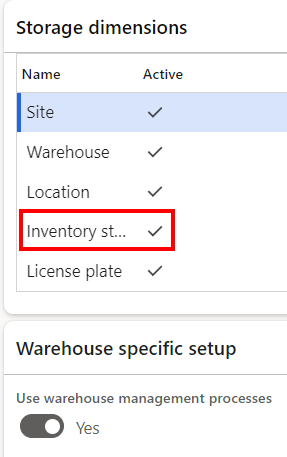 Storage dimensions
Name Active
Site
Warehouse
Location
Inventory st...
License plate
Warehouse specific setup
Use warehouse management processes
Yes